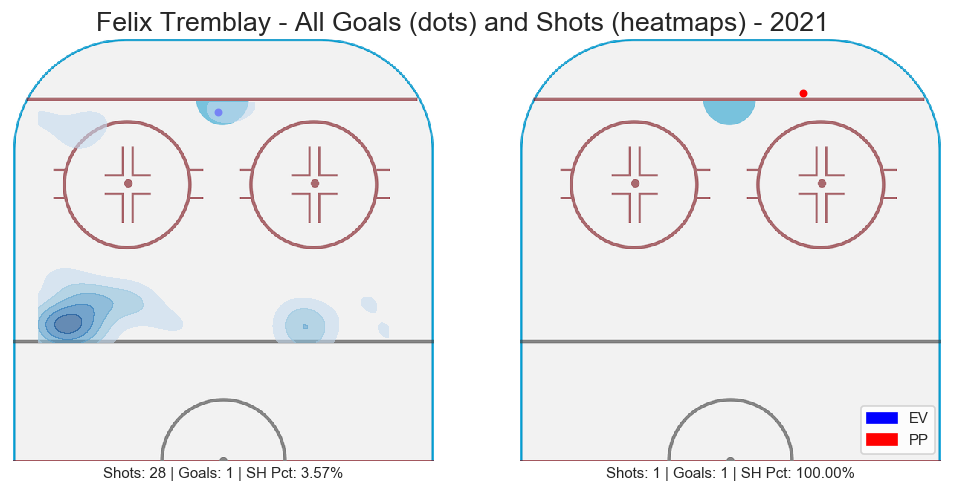 Felix Tremblay - All Goals (dots) and Shots (heatmaps) - 2021
EV
PP
Shots: 28 | Goals: 1 | SH Pct: 3.57%
Shots: 1 | Goals: 1 | SH Pct: 100.00%